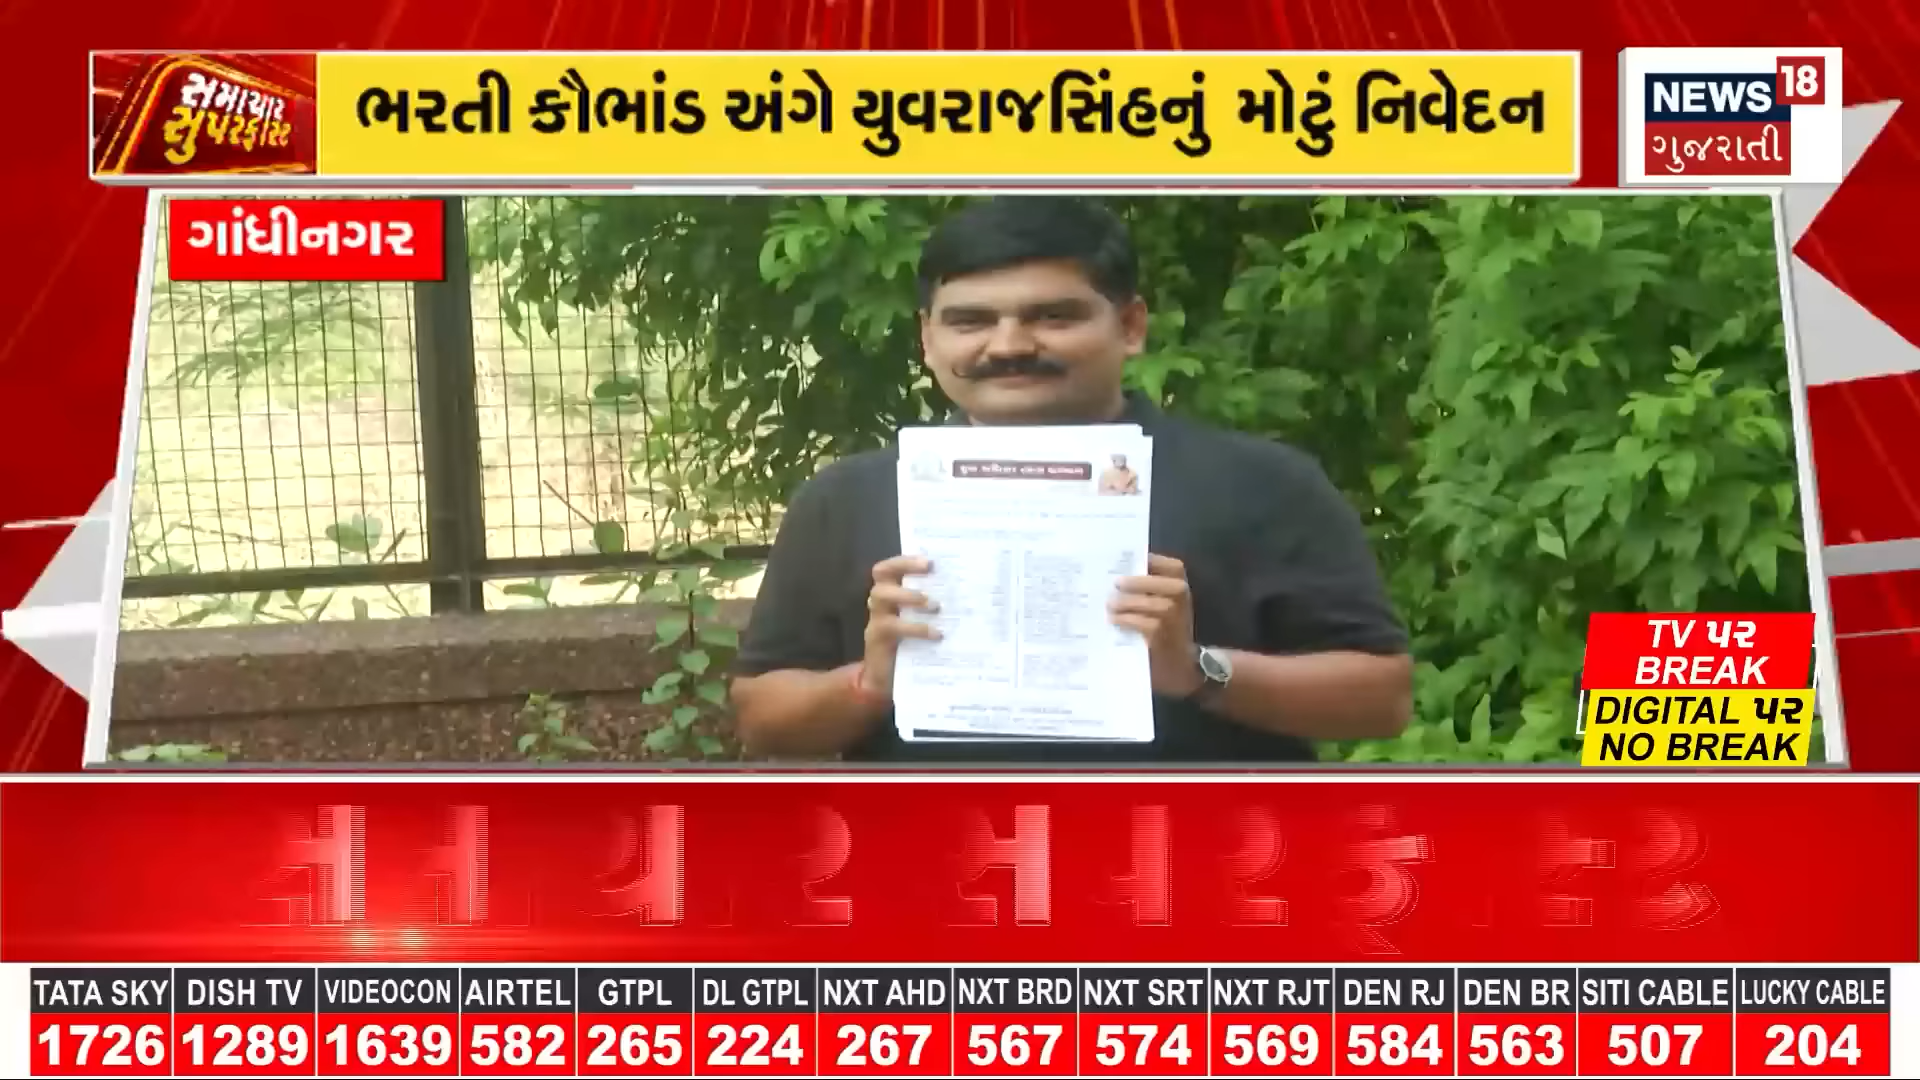 સમાચાર
સુપરફાસ્ટ
ભરતી કૌભાંડ અંગે યુવરાજસિંહનું મોટું નિવેદન
NEWS 18
ગુજરાતી
ગાંધીનગર
TV પર
BREAK
DIGITAL પર
NO BREAK
TATA SKY DISH TV VIDEOCON AIRTEL GTPL DL GTPL NXT AHD NXT BRD NXT SRT NXT RJT DEN RJ DEN BR SITI CABLE LUCKY CABLE
1726 1289 1639 582 265 224 267 567 574 569 584 563 507 204